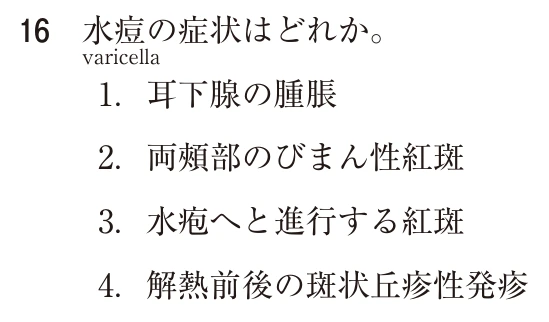 16 水痘の症状はどれか。
varicella
1. 耳下腺の腫脹
2. 両頰部のびまん性紅斑
3. 水疱へと進行する紅斑
4. 解熱前後の斑状丘疹性発疹